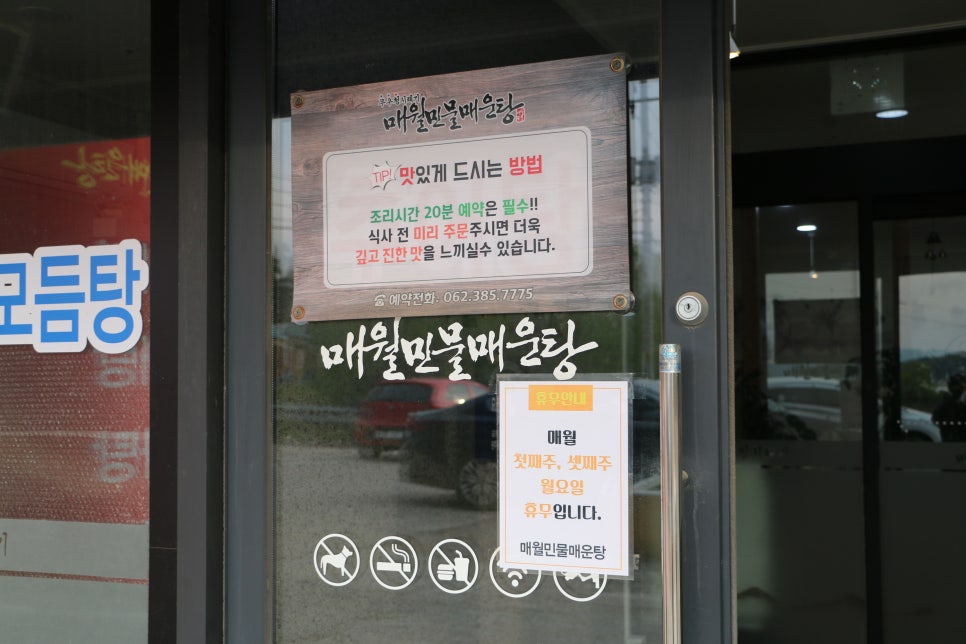 매월민물매운탕
TIP! 맛있게 드시는 방법
조리시간 20분 예약은 필수!!
식사 전 미리 주문주시면 더욱
깊고 진한 맛을 느끼실수 있습니다.
☎예약전화. 062.385.7775
모듬탕
매월민물매운탕
휴무안내
매월
첫째주, 셋째주
월요일
휴무입니다.
매월민물매운탕